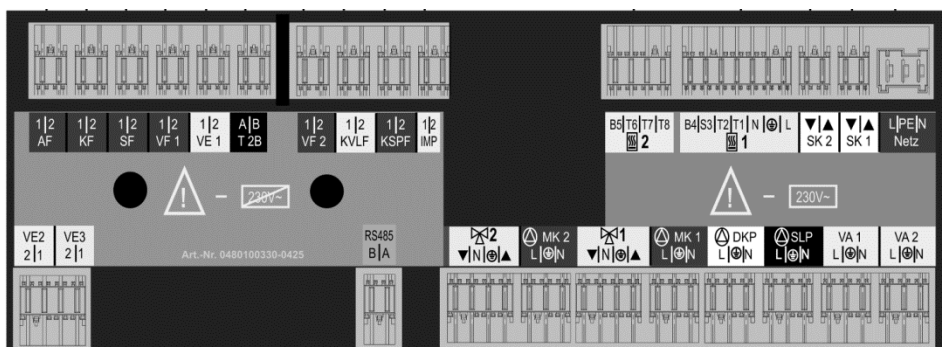 1|2 1|2 1|2 1|2 1|2 A|B 1|2 1|2 1|2 1|2 B5|T6|T7|T8 B4|S3|T2|T1|N|⏚|L ▼|▲ ▼|▲ L|PE|N
AF KF SF VF 1 VE 1 T 2B VF 2 KVLF KSPF IMP 2 1 SK 2 SK 1 Netz
! – 230V~ ! – 230V~
VE2 VE3 RS485 2 MK 2 1 MK 1 DKP SLP VA 1 VA 2
2|1 2|1 B|A ▼|N|⏚|▲ L|⏚|N ▼|N|⏚|▲ L|⏚|N L|⏚|N L|⏚|N L|⏚|N L|⏚|N
Art.-Nr. 0480100330-0425